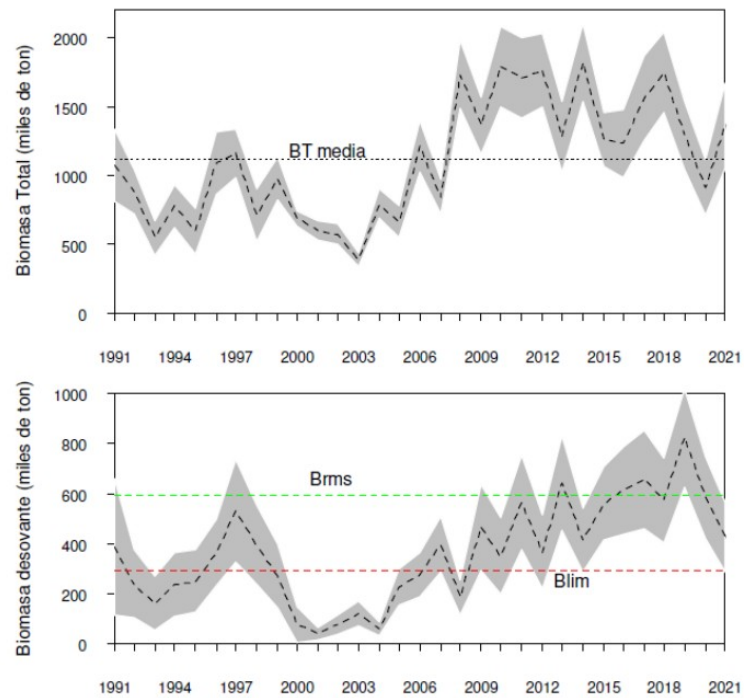 Biomasa Total (miles de ton)
2000
1500
1000
500
0
BT media
1991 1994 1997 2000 2003 2006 2009 2012 2015 2018 2021
Biomasa desovante (miles de ton)
1000
800
600
400
200
0
Brms
Blim
1991 1994 1997 2000 2003 2006 2009 2012 2015 2018 2021